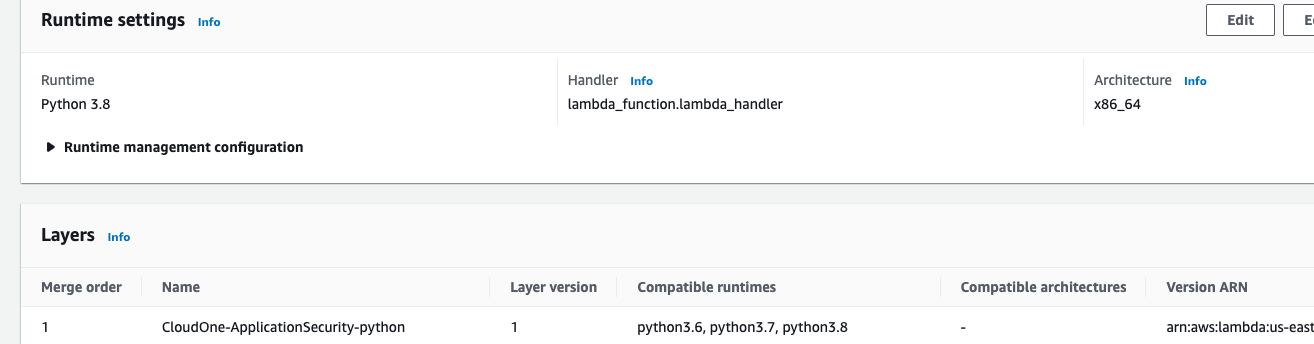 Runtime settings Info Edit
Runtime Handler Info Architecture Info
Python 3.8 lambda_function.lambda_handler x86_64
Runtime management configuration
Layers Info
Merge order Name Layer version Compatible runtimes Compatible architectures Version ARN
1 CloudOne-ApplicationSecurity-python 1 python3.6, python3.7, python3.8 - arn:aws:lambda:us-east